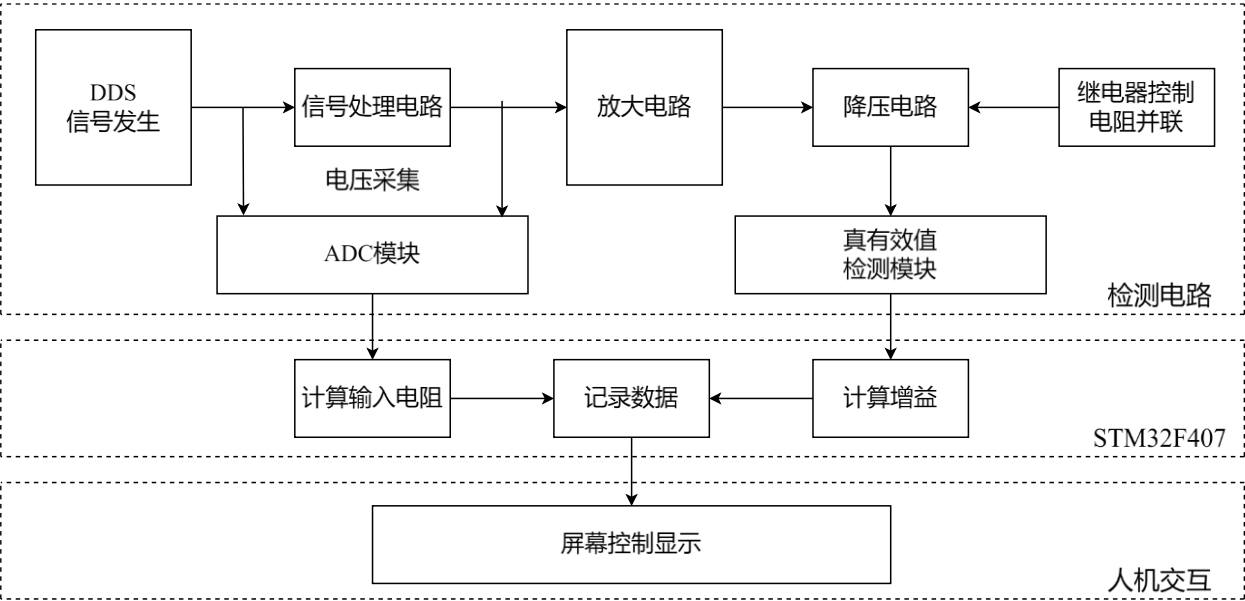 DDS
信号发生
信号处理电路
放大电路
降压电路
继电器控制
电阻并联
电压采集
ADC模块
真有效值
检测模块
检测电路
计算输入电阻
记录数据
计算增益
STM32F407
屏幕控制显示
人机交互